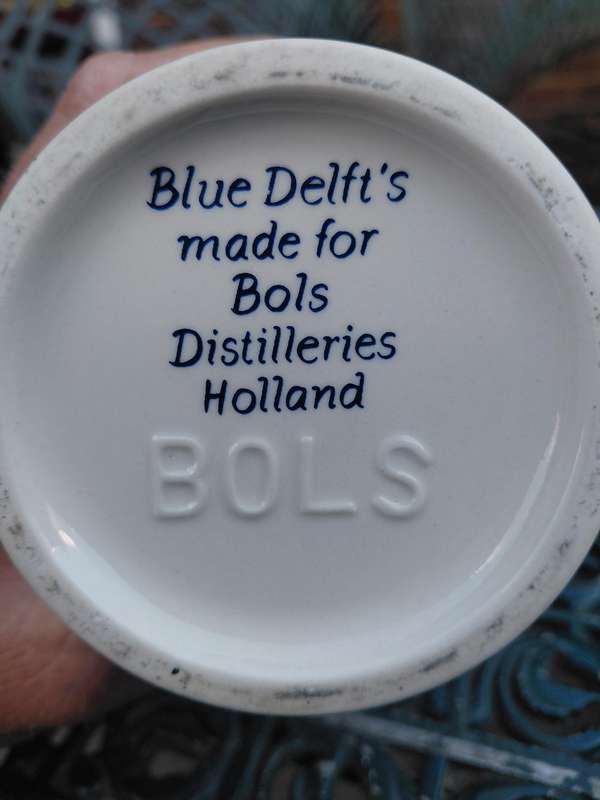 Blue Delft's
made for
Bols
Distilleries
Holland
BOLS